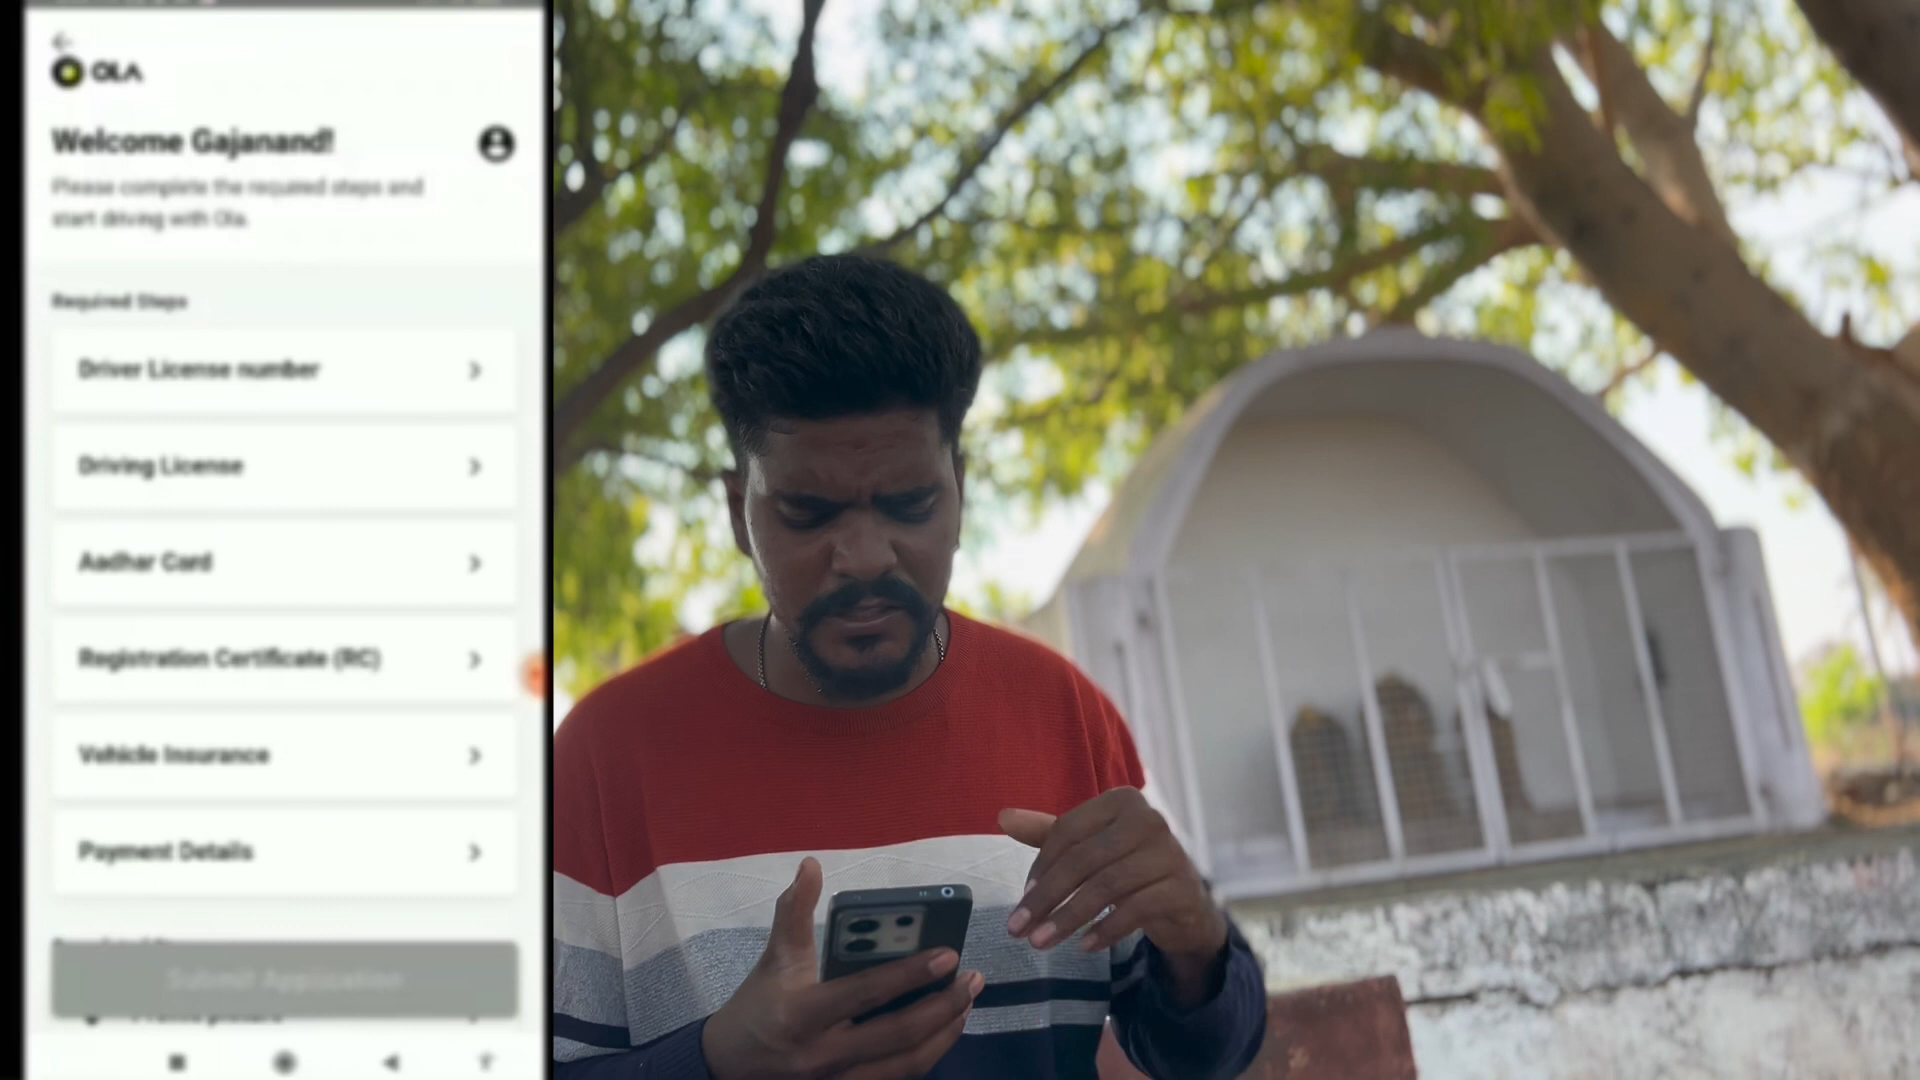 OLA
Welcome Gajanand!
Please complete the required steps and
start driving with Ola.
Required Steps
Driver License number
Driving License
Aadhar Card
Registration Certificate (RC)
Vehicle Insurance
Payment Details
Submit Application